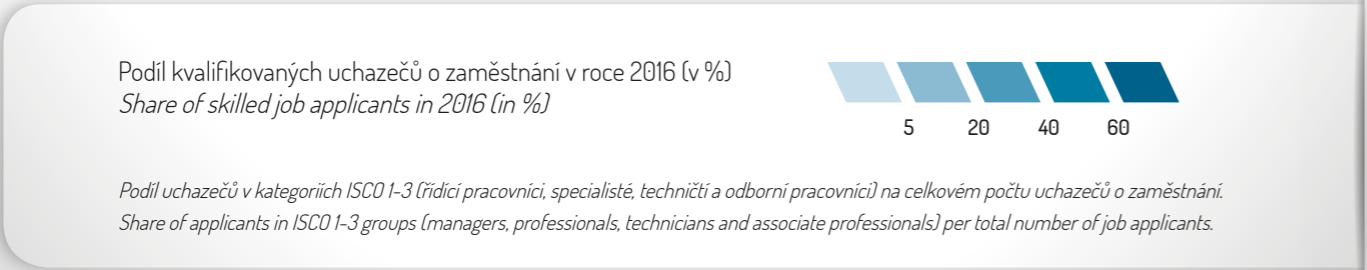 Podíl kvalifikovaných uchazečů o zaměstnání v roce 2016 (v %)
Share of skilled job applicants in 2016 (in %)
5 20 40 60
Podíl uchazečů v kategoriích ISCO 1-3 (řídící pracovníci, specialisté, techničtí a odborní pracovníci) na celkovém počtu uchazečů o zaměstnání.
Share of applicants in ISCO 1-3 groups (managers, professionals, technicians and associate professionals) per total number of job applicants.